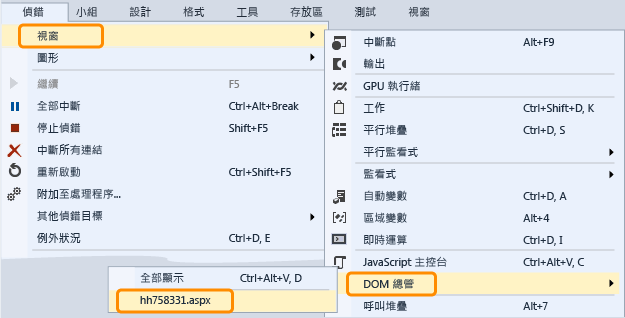 偵錯 小組 設計 格式 工具 存放區 測試 視窗
視窗
圖形
繼續 F5
全部中斷 Ctrl+Alt+Break
停止偵錯 Shift+F5
中斷所有連結
重新啟動 Ctrl+Shift+F5
附加至處理程序...
其他偵錯目標
例外狀況 Ctrl+D, E
中斷點 Alt+F9
輸出
GPU 執行緒
工作 Ctrl+Shift+D, K
平行堆疊 Ctrl+D, S
平行監看式
監看式
自動變數 Ctrl+D, A
區域變數 Alt+4
即時運算 Ctrl+D, I
JavaScript 主控台 Ctrl+Alt+V, C
DOM 總管
呼叫堆疊 Alt+7
全部顯示 Ctrl+Alt+V, D
hh758331.aspx